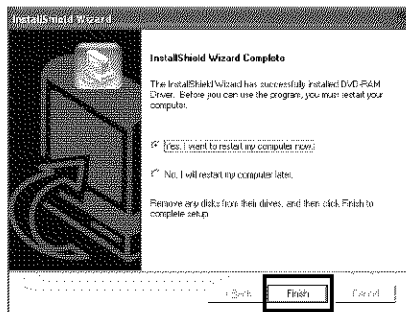 InstallShield Wizard
InstallShield Wizard Complete
The InstallShield Wizard has successfully installed DVD-RAM
Driver. Before you can use the program, you must restart your
computer.
Yes, I want to restart my computer now.
No, I will restart my computer later.
Remove any disks from their drives, and then click Finish to
complete setup.
< Back
Finish
Cancel